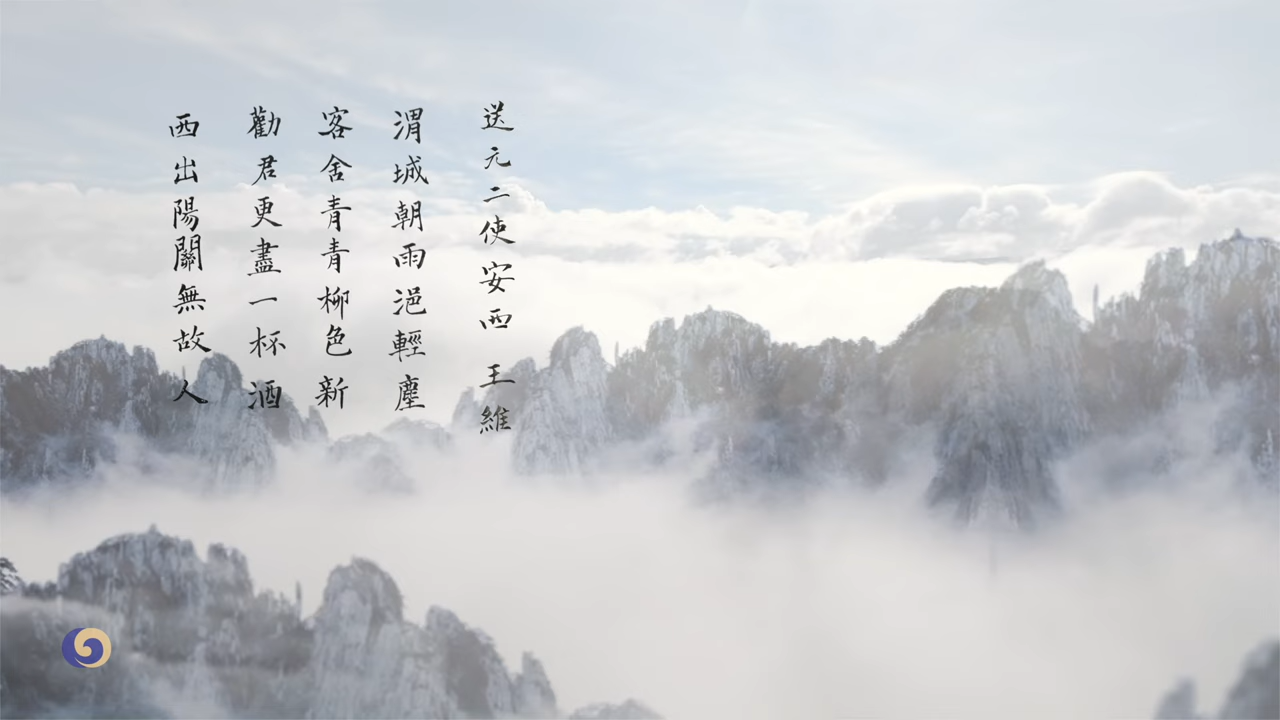 送元二使安西 王維
渭城朝雨浥輕塵
客舍青青柳色新
勸君更盡一杯酒
西出陽關無故人